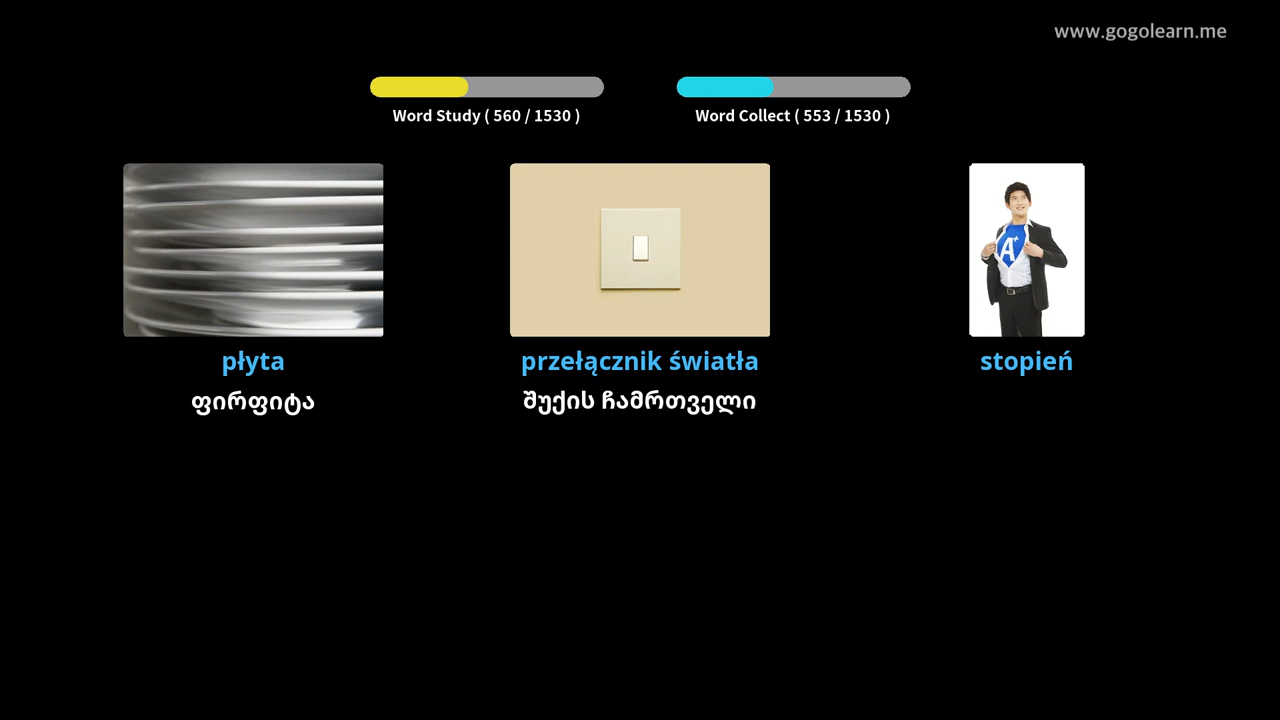 www.gogolearn.me
Word Study ( 560 / 1530 )
Word Collect ( 553 / 1530 )
A+
płyta
przełącznik światła
stopień
ფირფიტა
შუქის ჩამრთველი